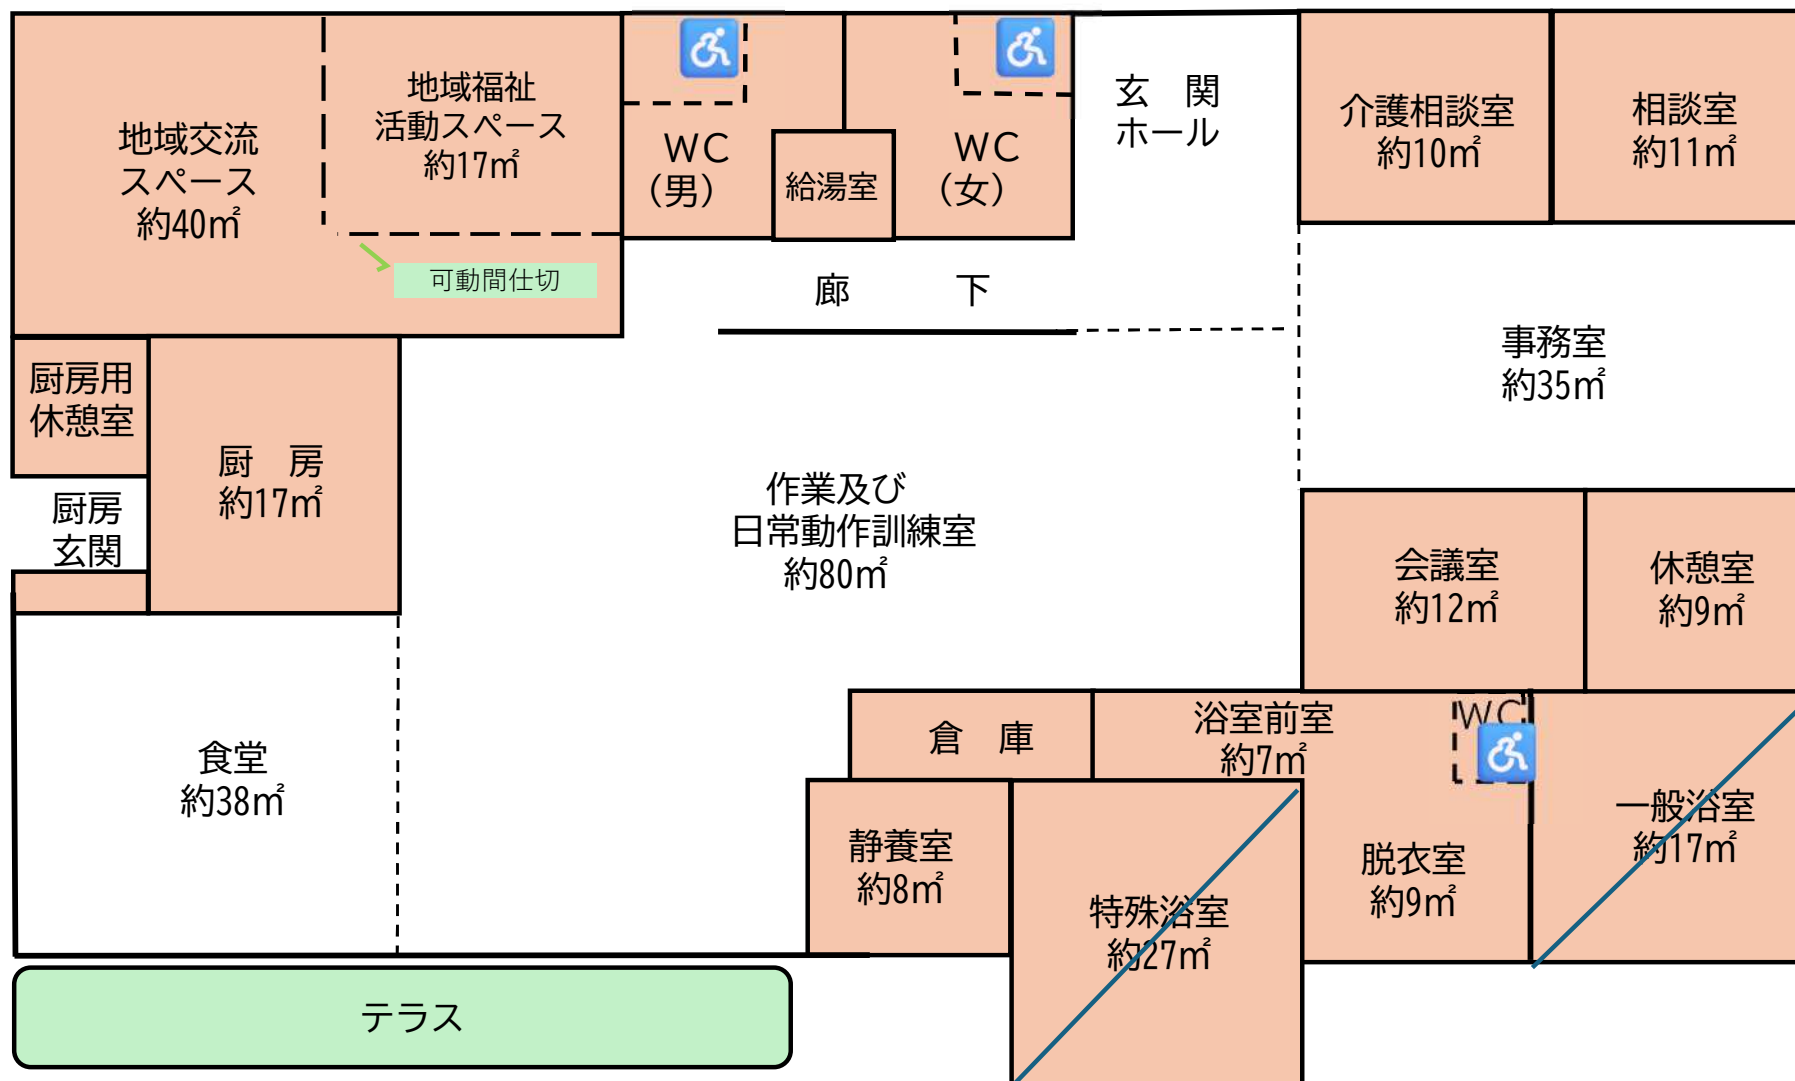 地域交流
スペース
約40㎡
地域福祉
活動スペース
約17㎡
可動間仕切
WC
(男)
給湯室
WC
(女)
玄 関
ホール
介護相談室
約10㎡
相談室
約11㎡
廊 下
事務室
約35㎡
厨房用
休憩室
厨 房
約17㎡
厨房
玄関
作業及び
日常動作訓練室
約80㎡
会議室
約12㎡
休憩室
約9㎡
食堂
約38㎡
倉 庫
浴室前室
約7㎡
WC
一般浴室
約17㎡
静養室
約8㎡
特殊浴室
約27㎡
脱衣室
約9㎡
テラス